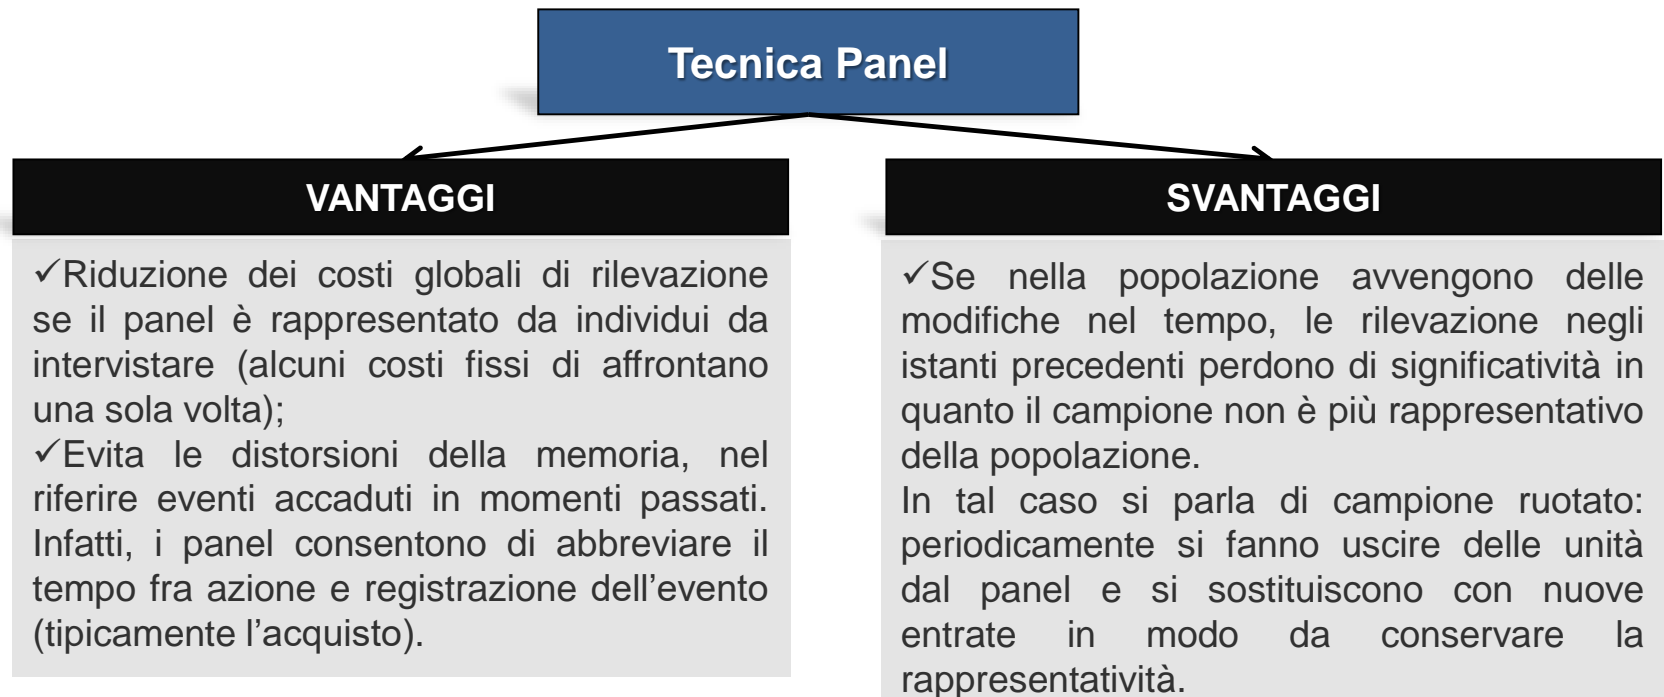 Tecnica Panel
VANTAGGI
✓Riduzione dei costi globali di rilevazione
se il panel è rappresentato da individui da
intervistare (alcuni costi fissi di affrontano
una sola volta);
✓Evita le distorsioni della memoria, nel
riferire eventi accaduti in momenti passati.
Infatti, i panel consentono di abbreviare il
tempo fra azione e registrazione dell’evento
(tipicamente l’acquisto).
SVANTAGGI
✓Se nella popolazione avvengono delle
modifiche nel tempo, le rilevazione negli
istanti precedenti perdono di significatività in
quanto il campione non è più rappresentativo
della popolazione.
In tal caso si parla di campione ruotato:
periodicamente si fanno uscire delle unità
dal panel e si sostituiscono con nuove
entrate in modo da conservare la
rappresentatività.